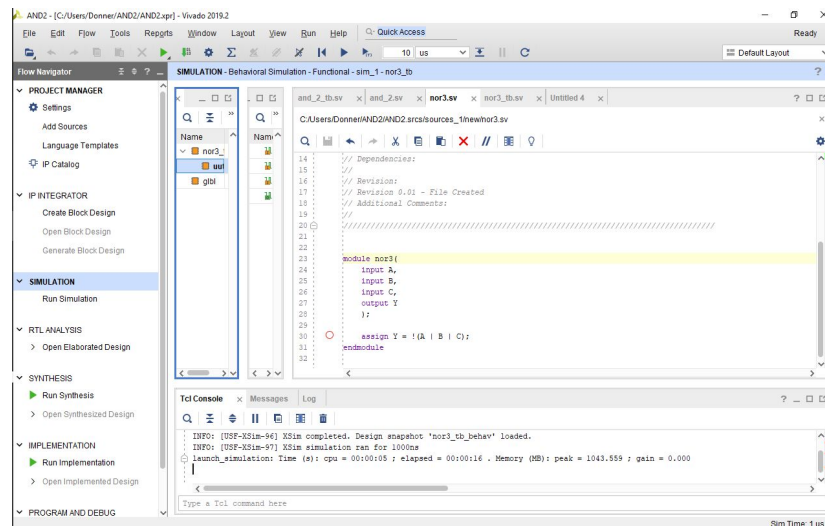 AND2 - [C:/Users/Donner/AND2/AND2.xpr] - Vivado 2019.2
File Edit Flow Tools Reports Window Layout View Run Help Quick Access
Ready
10 us
Default Layout
Flow Navigator
SIMULATION - Behavioral Simulation - Functional - sim_1 - nor3_tb
PROJECT MANAGER
Settings
Add Sources
Language Templates
IP Catalog
IP INTEGRATOR
Create Block Design
Open Block Design
Generate Block Design
SIMULATION
Run Simulation
RTL ANALYSIS
Open Elaborated Design
SYNTHESIS
Run Synthesis
Open Synthesized Design
IMPLEMENTATION
Run Implementation
Open Implemented Design
PROGRAM AND DEBUG
Name
nor3_
uut
glbl
Name
and_2_tb.sv and_2.sv nor3.sv nor3_tb.sv Untitled 4
C:/Users/Donner/AND2/AND2.srcs/sources_1/new/nor3.sv
14 // Dependencies:
15 //
16 // Revision:
17 // Revision 0.01 - File Created
18 // Additional Comments:
19 //
20 //////////////////////////////////////////////////////////////////////////////////
21
22
23 module nor3(
24 input A,
25 input B,
26 input C,
27 output Y
28 );
29
30 assign Y = !(A | B | C);
31 endmodule
32
Tcl Console Messages Log
INFO: [USF-XSim-96] XSim completed. Design snapshot 'nor3_tb_behav' loaded.
INFO: [USF-XSim-97] XSim simulation ran for 1000ns
launch_simulation: Time (s): cpu = 00:00:05 ; elapsed = 00:00:16 . Memory (MB): peak = 1043.559 ; gain = 0.000
Type a Tcl command here
Sim Time: 1 us